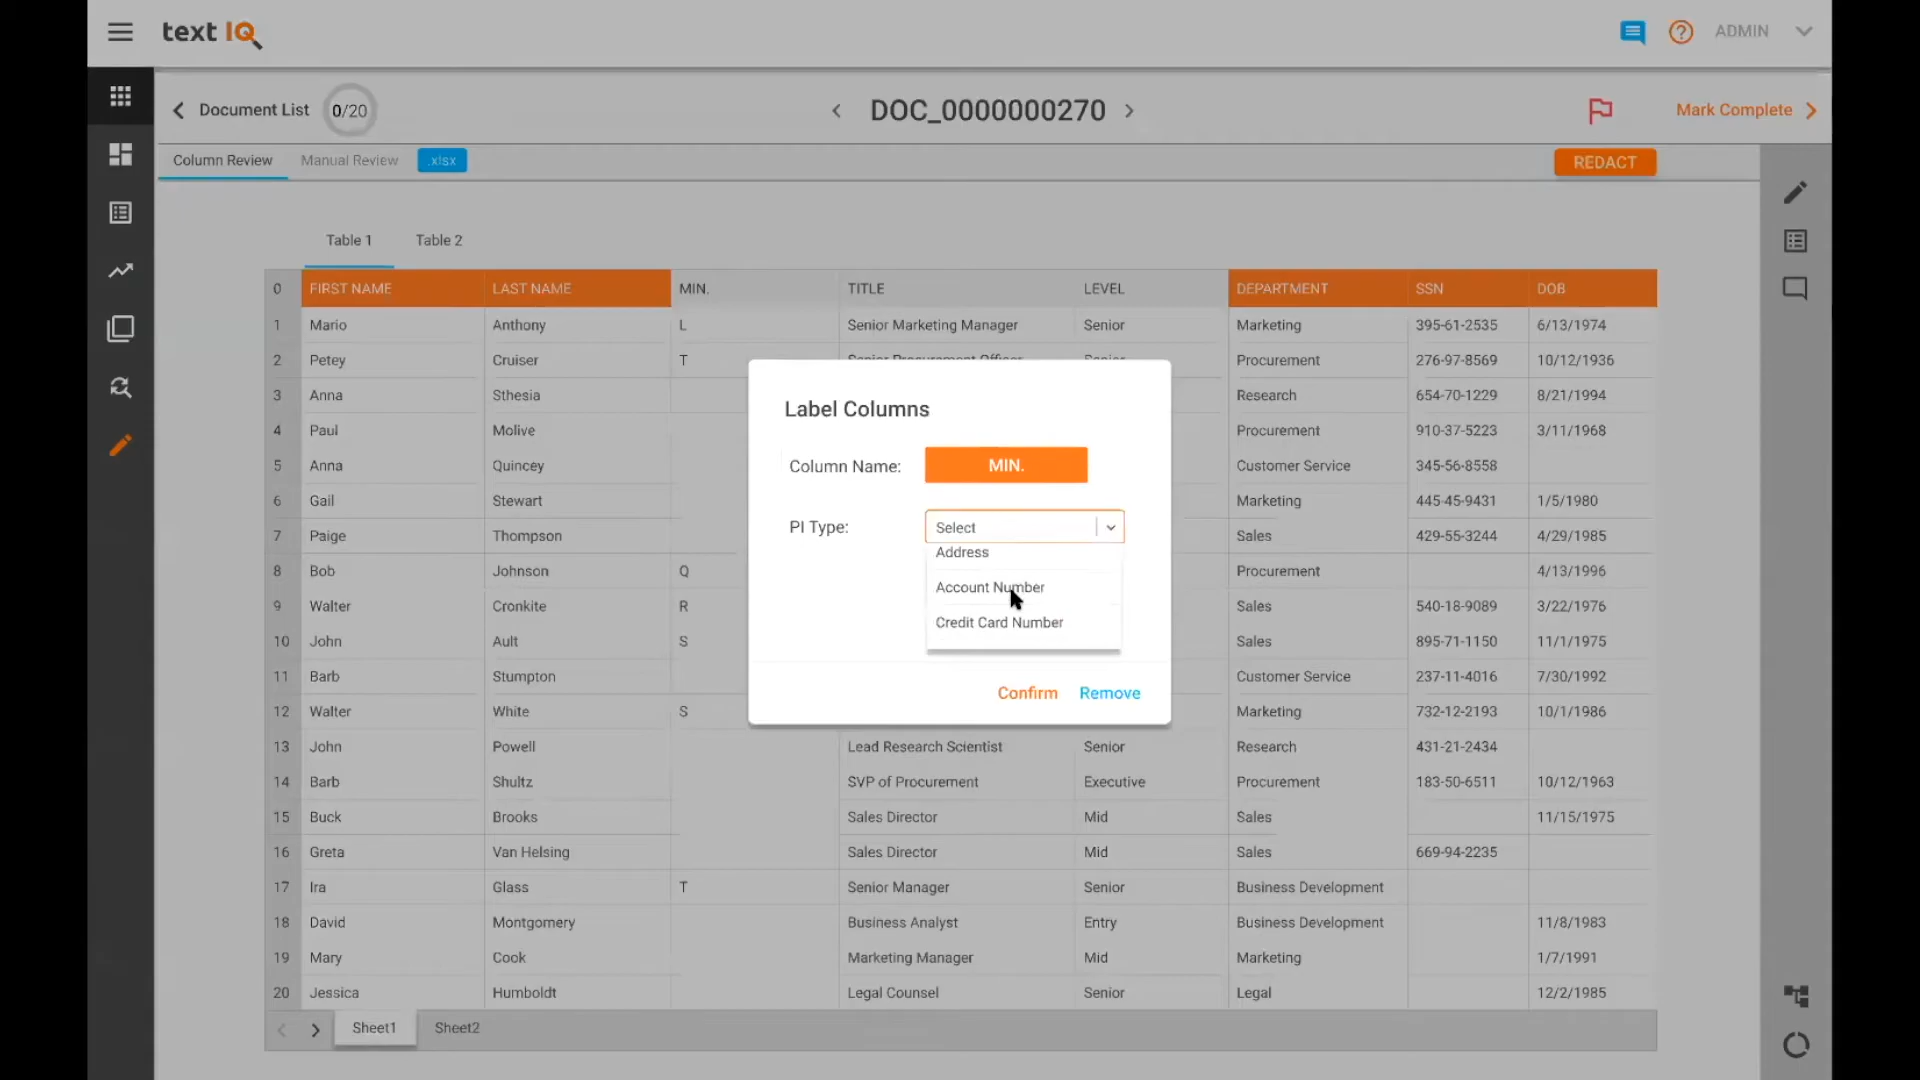 text IQ
ADMIN
Document List 0/20 DOC_0000000270 Mark Complete
Column Review Manual Review .xlsx REDACT
Table 1 Table 2
0 FIRST NAME LAST NAME MIN. TITLE LEVEL DEPARTMENT SSN DOB
1 Mario Anthony L Senior Marketing Manager Senior Marketing 395-61-2535 6/13/1974
2 Petey Cruiser T Senior Procurement Officer Senior Procurement 276-97-8569 10/12/1936
3 Anna Sthesia Research 654-70-1229 8/21/1994
4 Paul Molive Procurement 910-37-5223 3/11/1968
5 Anna Quincey Customer Service 345-56-8558
6 Gail Stewart Marketing 445-45-9431 1/5/1980
7 Paige Thompson Sales 429-55-3244 4/29/1985
8 Bob Johnson Q Procurement 4/13/1996
9 Walter Cronkite R Sales 540-18-9089 3/22/1976
10 John Ault S Sales 895-71-1150 11/1/1975
11 Barb Stumpton Customer Service 237-11-4016 7/30/1992
12 Walter White S Marketing 732-12-2193 10/1/1986
13 John Powell Lead Research Scientist Senior Research 431-21-2434
14 Barb Shultz SVP of Procurement Executive Procurement 183-50-6511 10/12/1963
15 Buck Brooks Sales Director Mid Sales 11/15/1975
16 Greta Van Helsing Sales Director Mid Sales 669-94-2235
17 Ira Glass T Senior Manager Senior Business Development
18 David Montgomery Business Analyst Entry Business Development 11/8/1983
19 Mary Cook Marketing Manager Mid Marketing 1/7/1991
20 Jessica Humboldt Legal Counsel Senior Legal 12/2/1985
Sheet1 Sheet2
Label Columns
Column Name: MIN.
PI Type: Select
Address
Account Number
Credit Card Number
Confirm Remove